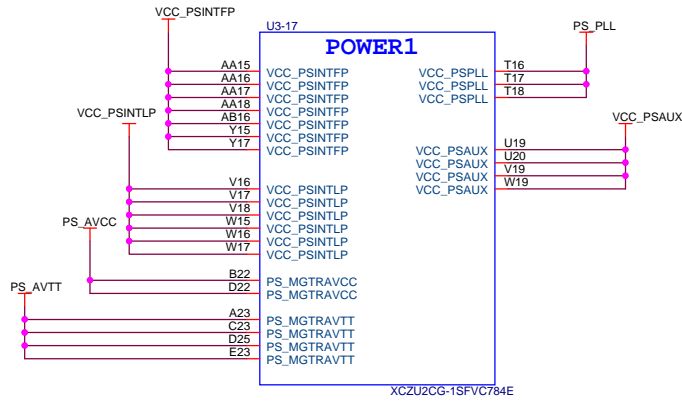 VCC_PSINTFP
U3-17
PS_PLL
POWER1
AA15 VCC_PSINTFP VCC_PSPLL T16
AA16 VCC_PSINTFP VCC_PSPLL T17
AA17 VCC_PSINTFP VCC_PSPLL T18
AA18 VCC_PSINTFP
VCC_PSINTLP
VCC_PSAUX
AB16 VCC_PSINTFP
Y15 VCC_PSINTFP
Y17 VCC_PSINTFP VCC_PSAUX U19
VCC_PSAUX U20
VCC_PSAUX V19
V16 VCC_PSINTLP VCC_PSAUX W19
V17 VCC_PSINTLP
V18 VCC_PSINTLP
PS_AVCC
W15 VCC_PSINTLP
W16 VCC_PSINTLP
W17 VCC_PSINTLP
B22 PS_MGTRAVCC
PS_AVTT
D22 PS_MGTRAVCC
A23 PS_MGTRAVTT
C23 PS_MGTRAVTT
D25 PS_MGTRAVTT
E23 PS_MGTRAVTT
XCZU2CG-1SFVC784E